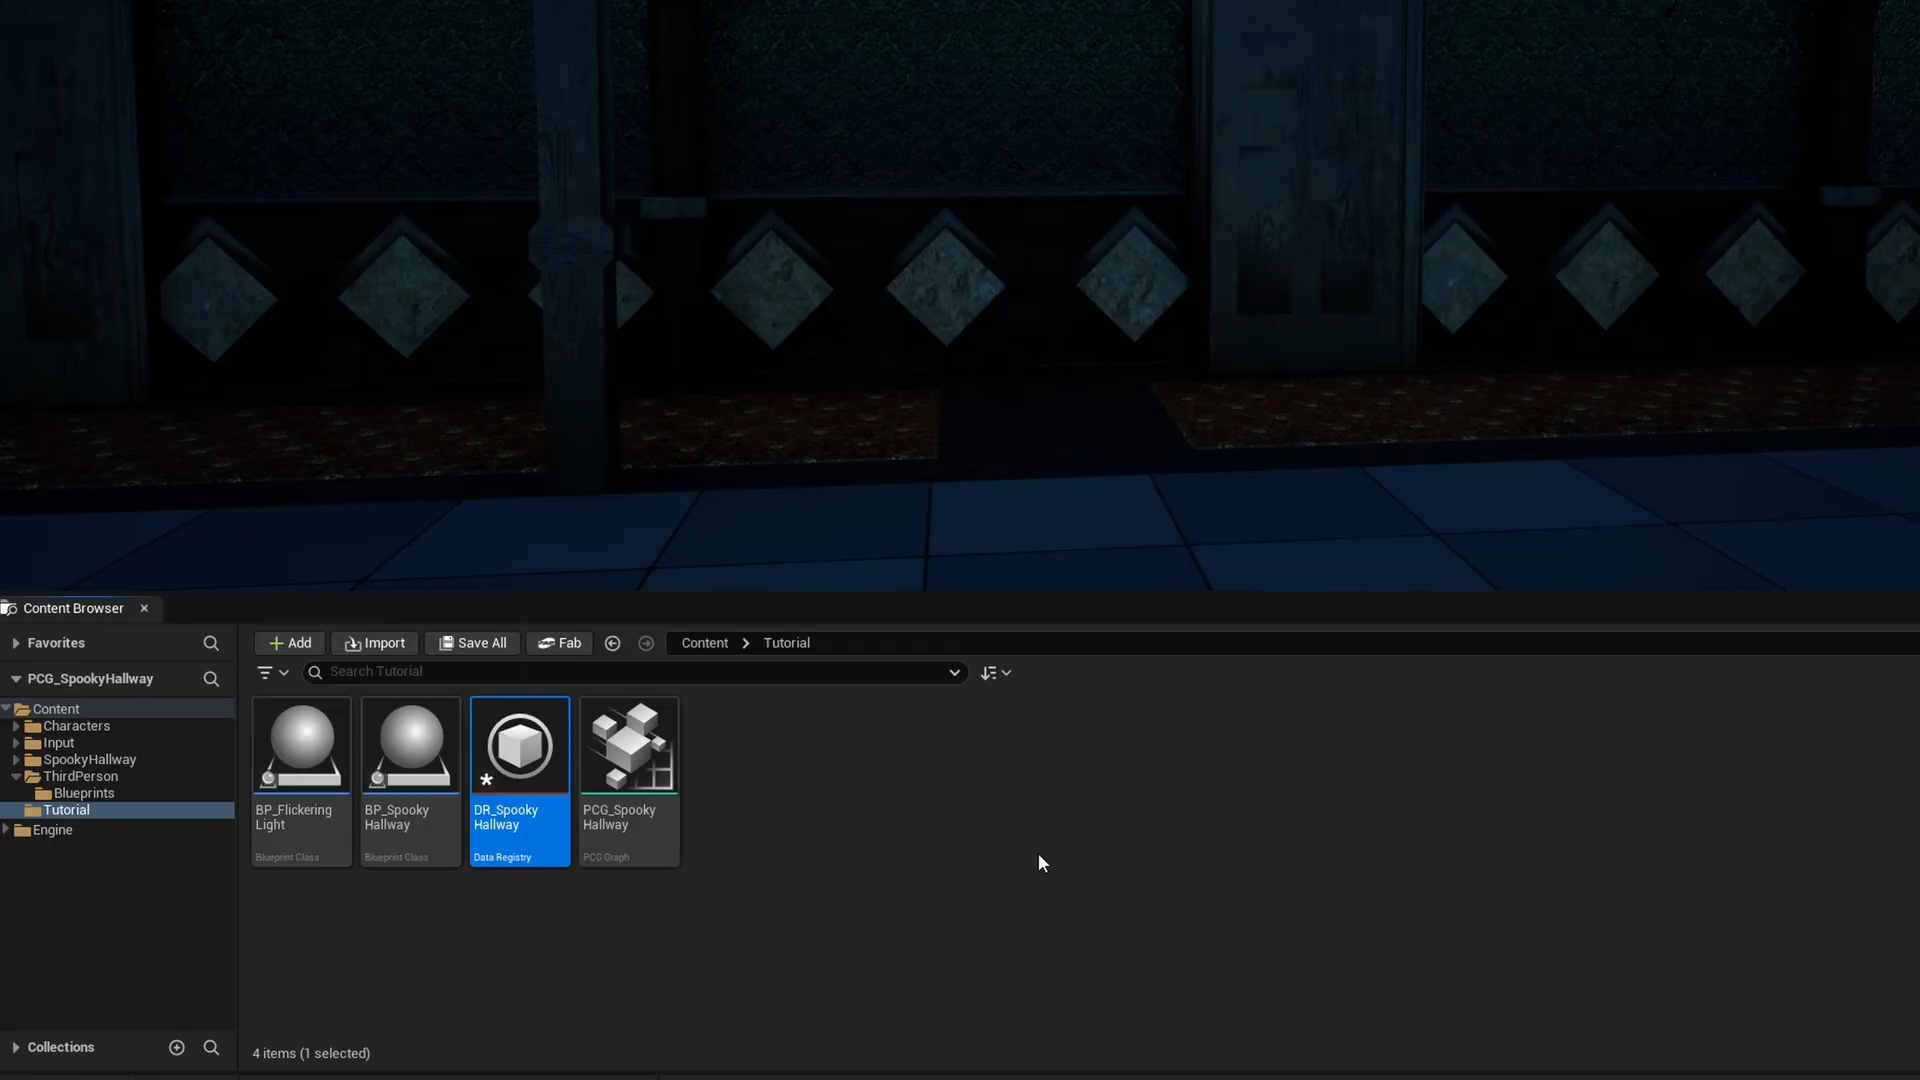 Content Browser
Favorites
PCG_SpookyHallway
Content
Characters
Input
SpookyHallway
ThirdPerson
Blueprints
Tutorial
Engine
Collections
Add
Import
Save All
Fab
Content
Tutorial
Search Tutorial
BP_Flickering
Light
Blueprint Class
BP_Spooky
Hallway
Blueprint Class
DR_Spooky
Hallway
Data Registry
PCG_Spooky
Hallway
PCG Graph
4 items (1 selected)